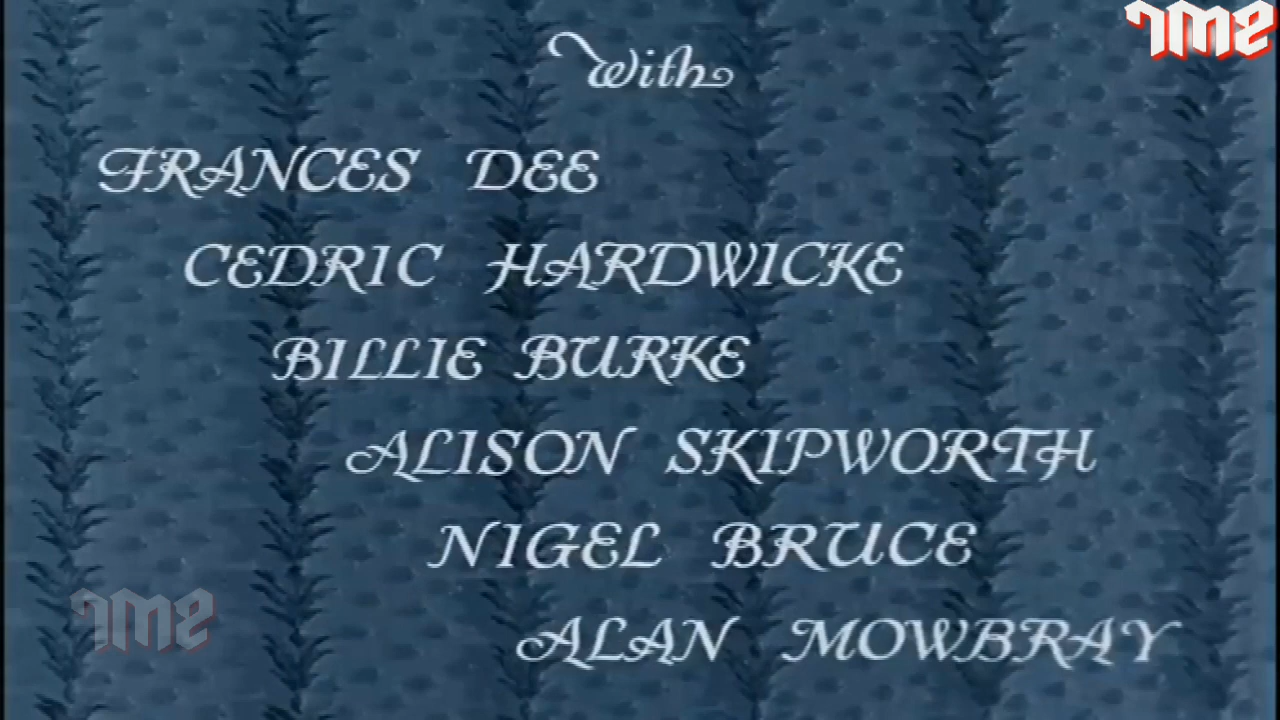 With
FRANCES DEE
CEDRIC HARDWICKE
BILLIE BURKE
ALISON SKIPWORTH
NIGEL BRUCE
ALAN MOWBRAY